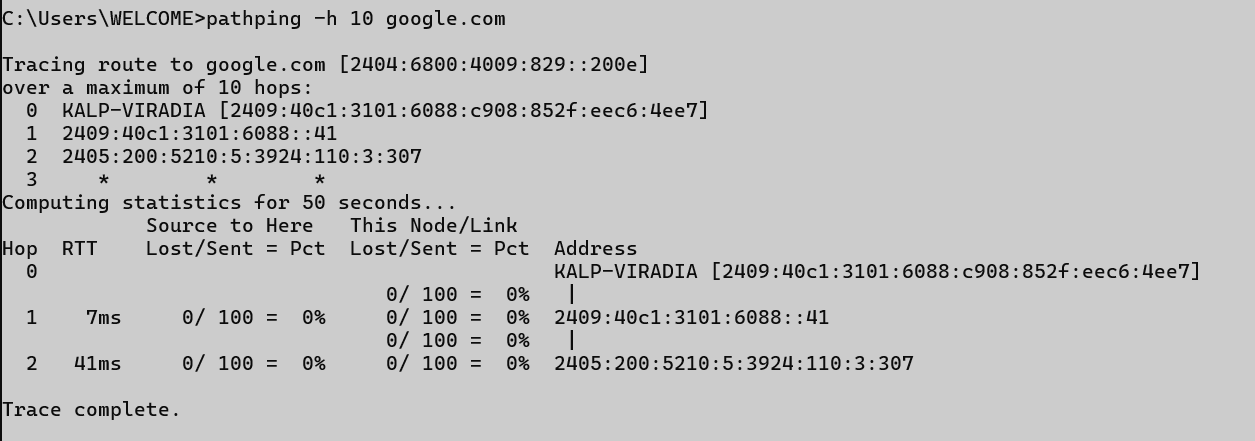 C:\Users\WELCOME>pathping -h 10 google.com

Tracing route to google.com [2404:6800:4009:829::200e]
over a maximum of 10 hops:
  0  KALP-VIRADIA [2409:40c1:3101:6088:c908:852f:eec6:4ee7]
  1  2409:40c1:3101:6088::41
  2  2405:200:5210:5:3924:110:3:307
  3     *        *        *
Computing statistics for 50 seconds...
            Source to Here   This Node/Link
Hop  RTT    Lost/Sent = Pct  Lost/Sent = Pct  Address
  0                                           KALP-VIRADIA [2409:40c1:3101:6088:c908:852f:eec6:4ee7]
                                0/ 100 =  0%   |
  1    7ms     0/ 100 =  0%     0/ 100 =  0%  2409:40c1:3101:6088::41
                                0/ 100 =  0%   |
  2   41ms     0/ 100 =  0%     0/ 100 =  0%  2405:200:5210:5:3924:110:3:307

Trace complete.